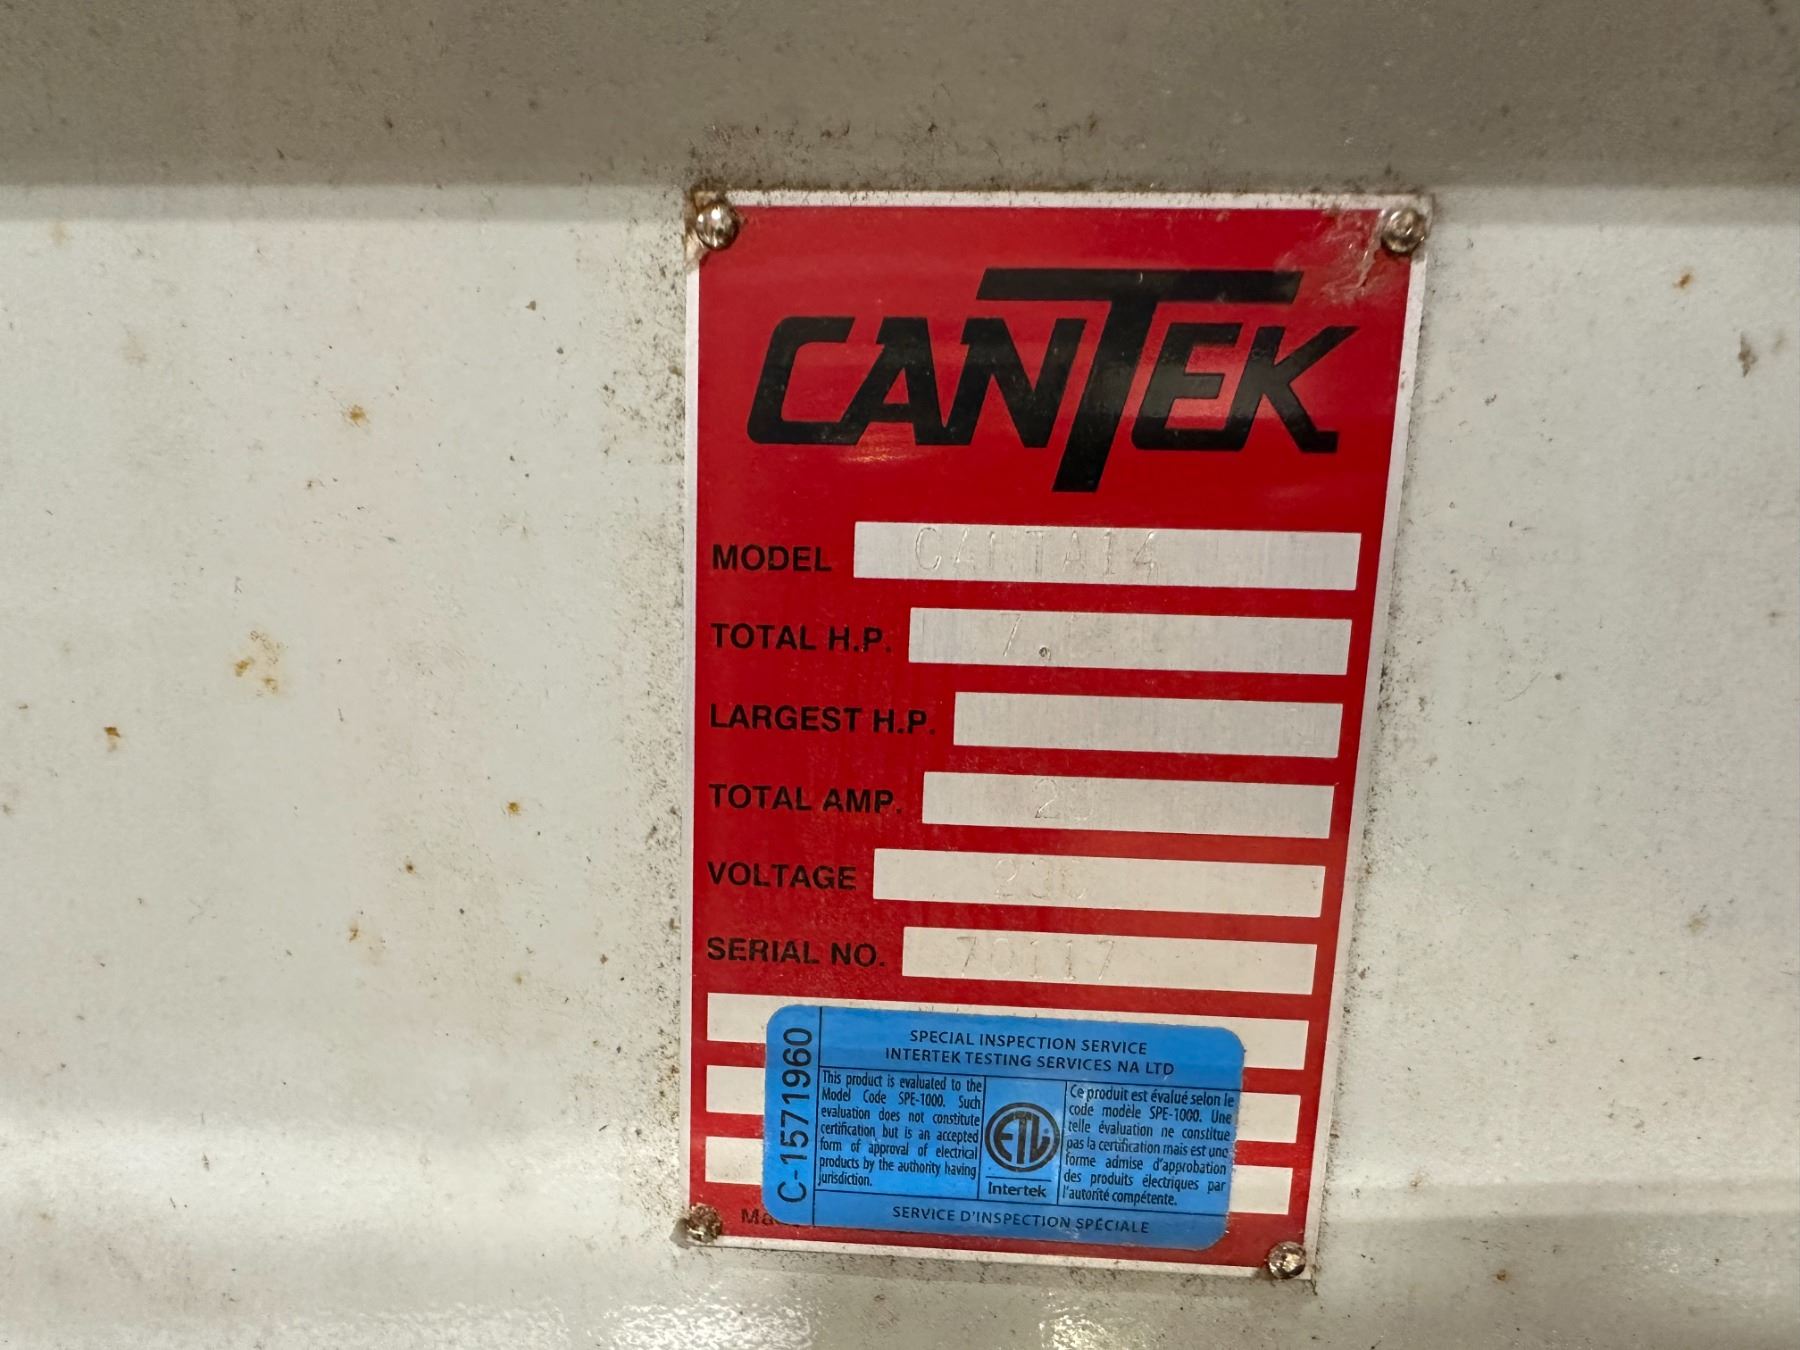 CANTEK
MODEL CANTA14
TOTAL H.P. 7.
LARGEST H.P.
TOTAL AMP.
VOLTAGE
SERIAL NO. 70117
C-1571960
SPECIAL INSPECTION SERVICE
INTERTEK TESTING SERVICES NA LTD
This product is evaluated to the
Model Code SPE-1000. Such
evaluation does not constitute
certification but is an accepted
form of approval of electrical
products by the authority having
jurisdiction.
ETL
Intertek
Ce produit est évalué selon le
code modèle SPE-1000. Une
telle évaluation ne constitue
pas la certification mais est une
forme admise d'approbation
des produits électriques par
l'autorité compétente.
SERVICE D'INSPECTION SPÉCIALE